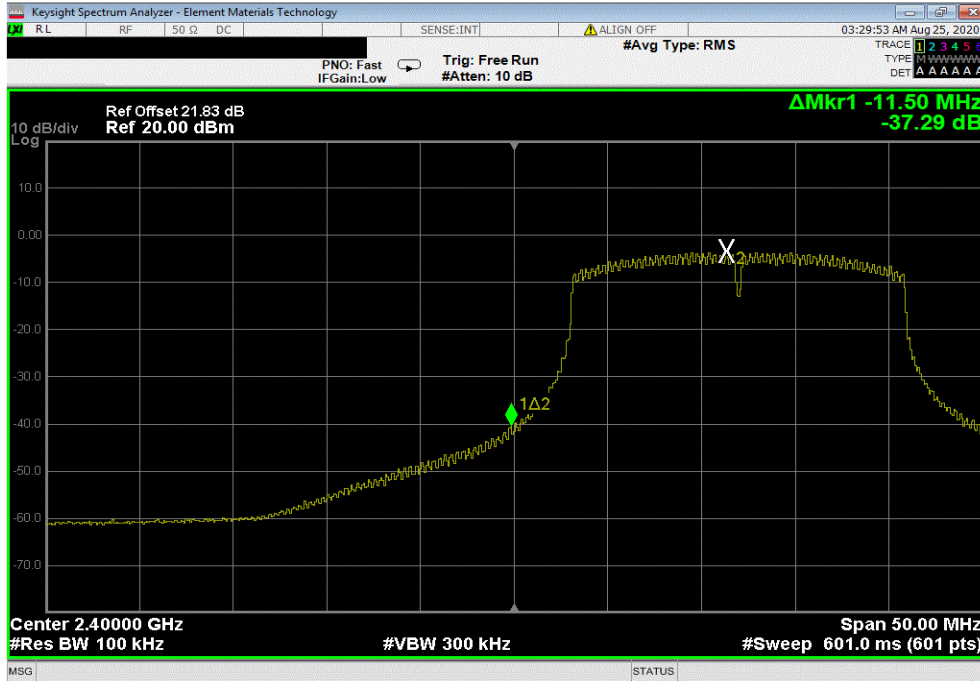 Keysight Spectrum Analyzer - Element Materials Technology
LXI RL RF 50 Ω DC SENSE:INT ALIGN OFF 03:29:53 AM Aug 25, 2020
#Avg Type: RMS TRACE 1 2 3 4 5 6
PNO: Fast Trig: Free Run TYPE M W W W W W
IFGain:Low #Atten: 10 dB DET A A A A A A
ΔMkr1 -11.50 MHz
-37.29 dB
Ref Offset 21.83 dB
10 dB/div Ref 20.00 dBm
Log
10.0
0.00
X2
-10.0
-20.0
-30.0
1Δ2
-40.0
-50.0
-60.0
-70.0
Center 2.40000 GHz Span 50.00 MHz
#Res BW 100 kHz #VBW 300 kHz #Sweep 601.0 ms (601 pts)
MSG STATUS